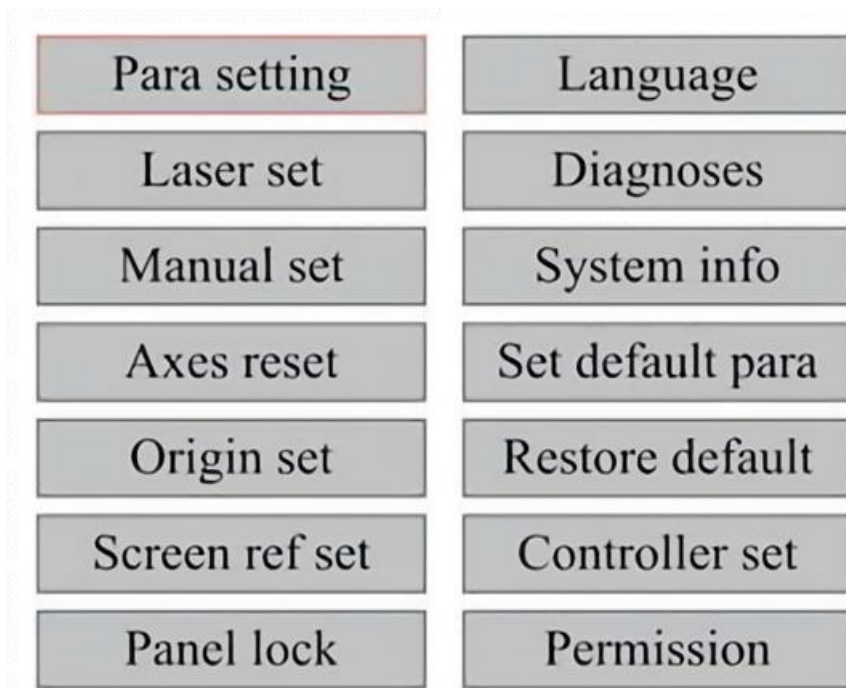 Para setting
Laser set
Manual set
Axes reset
Origin set
Screen ref set
Panel lock
Language
Diagnoses
System info
Set default para
Restore default
Controller set
Permission